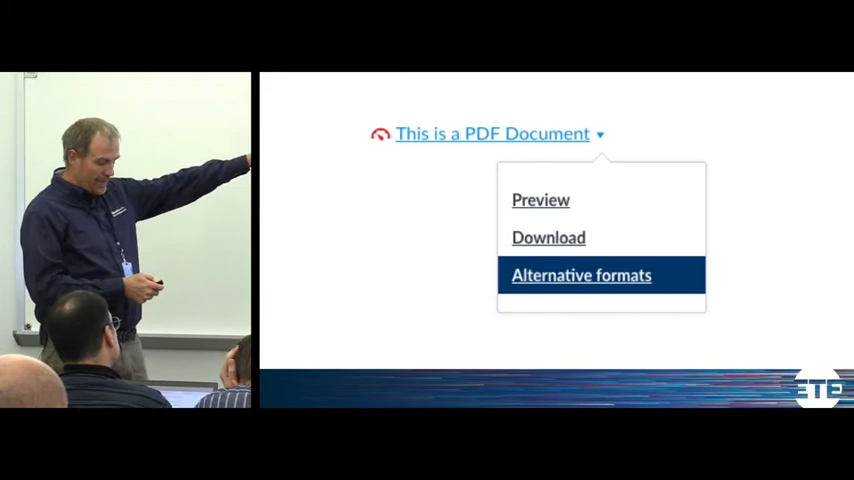 This is a PDF Document
Preview
Download
Alternative formats
ETE